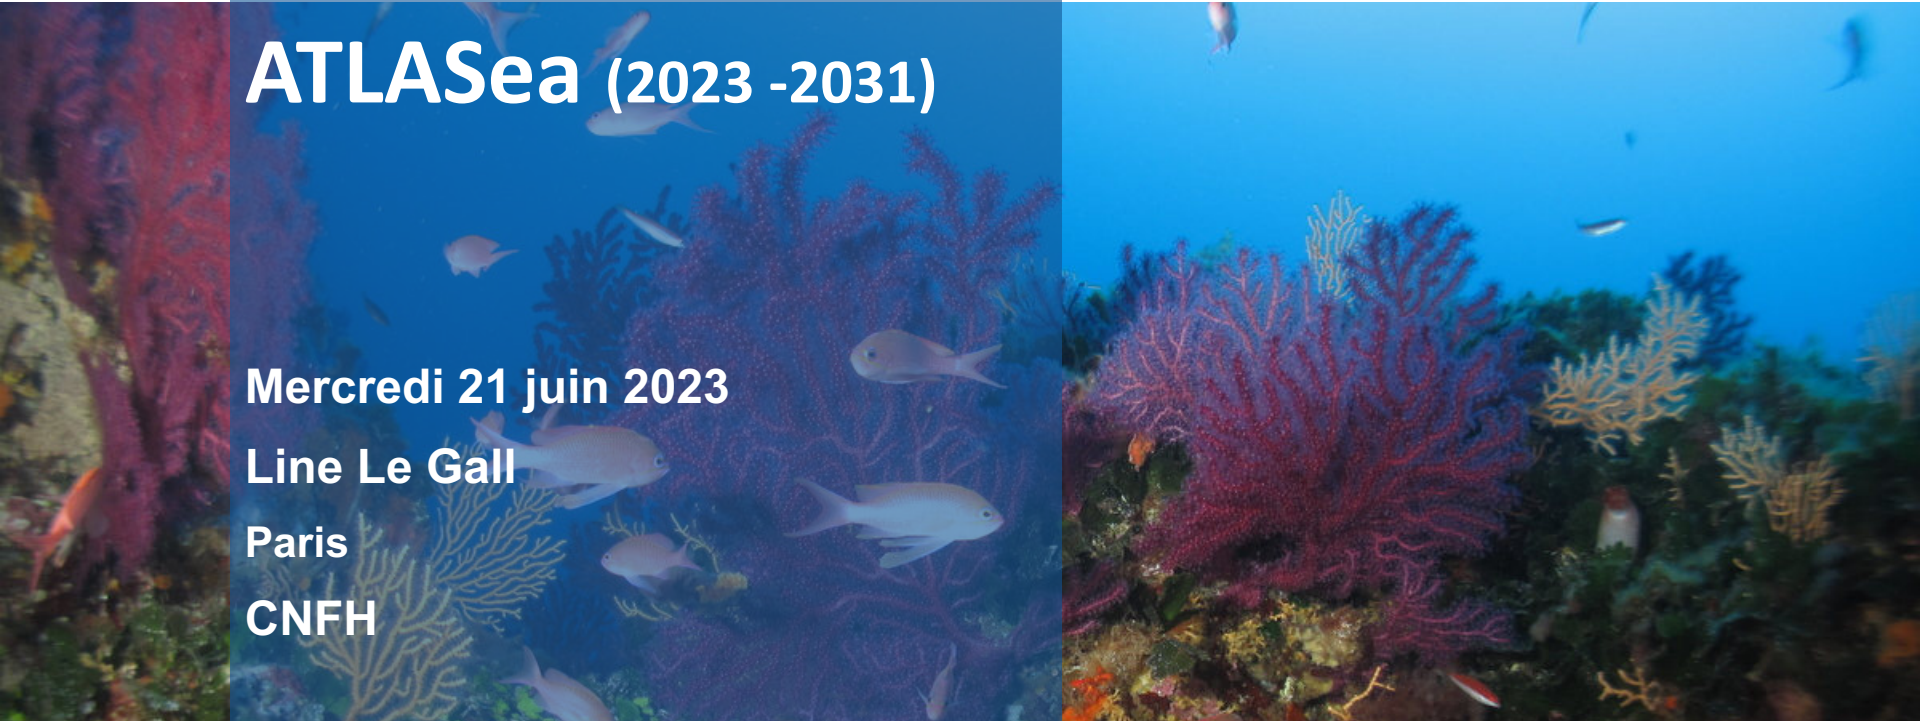 ATLASea (2023 -2031)
Mercredi 21 juin 2023
Line Le Gall
Paris
CNFH